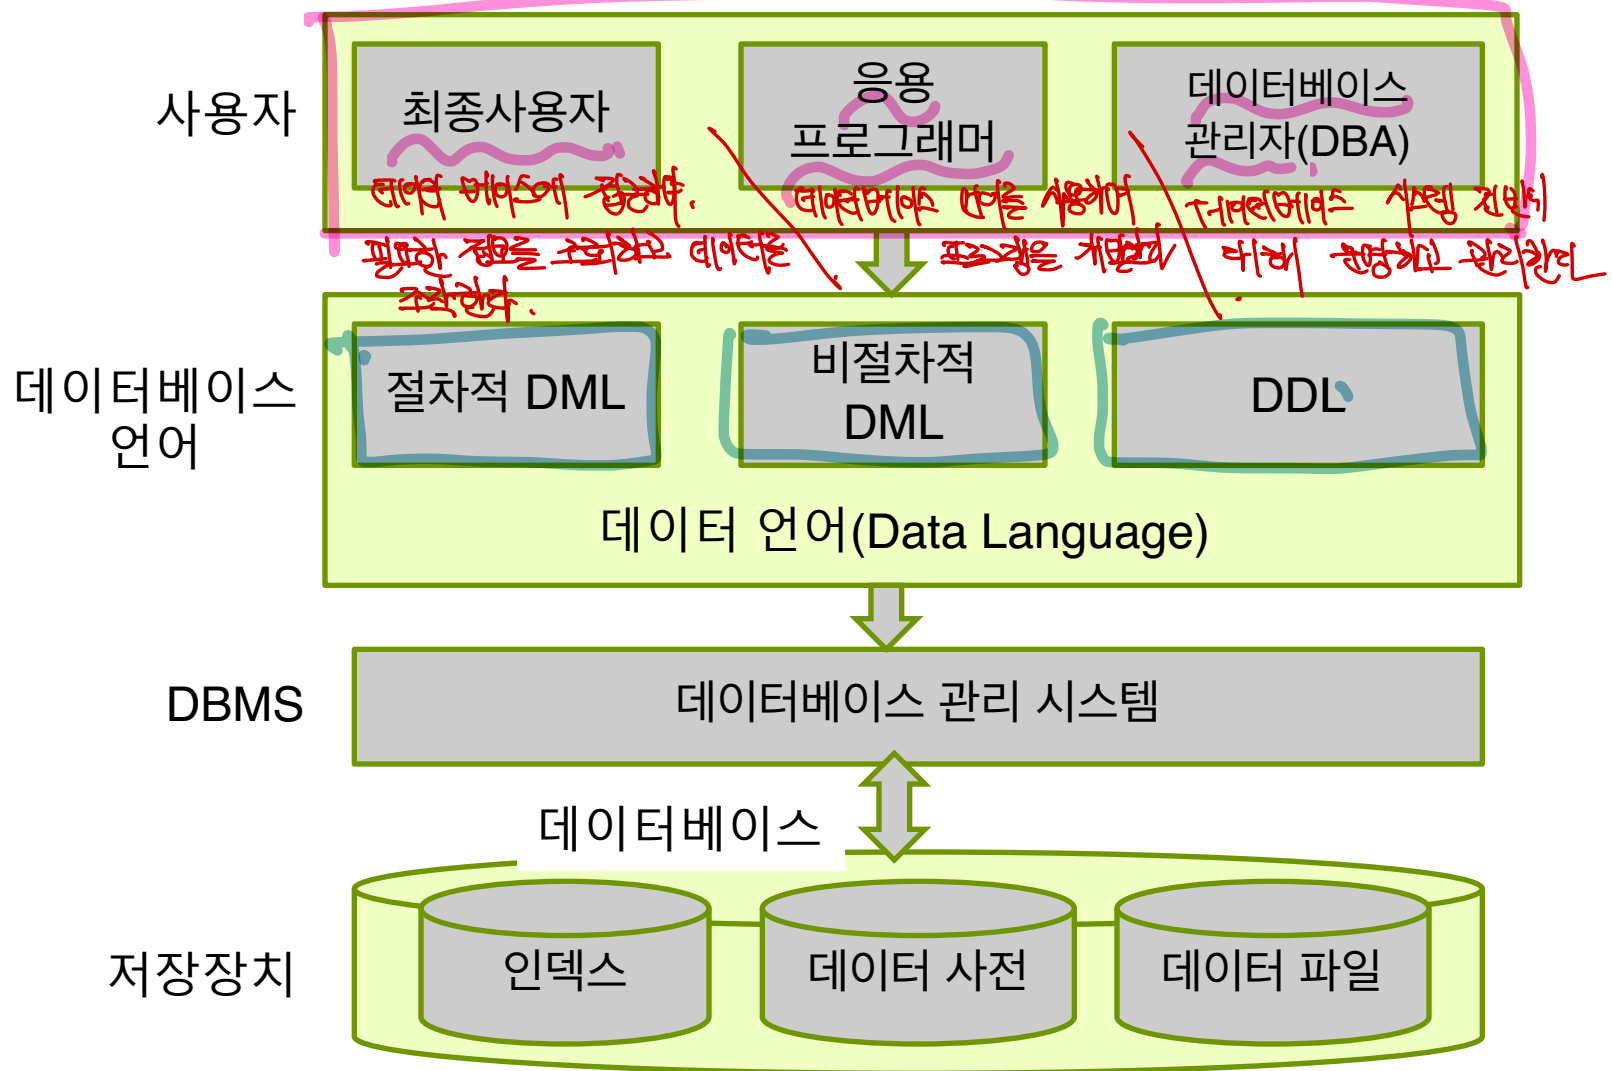 사용자
최종사용자
응용
프로그래머
데이터베이스
관리자(DBA)
데이터 베이스에 접근하여.
필요한 정보를 조회하고 데이터를
조작한다.
데이터베이스 언어를 사용하여
프로그램을 개발한다
데이터베이스 시스템 전반에
대해 운영하고 관리한다
데이터베이스
언어
절차적 DML
비절차적
DML
DDL
데이터 언어(Data Language)
DBMS
데이터베이스 관리 시스템
데이터베이스
저장장치
인덱스
데이터 사전
데이터 파일